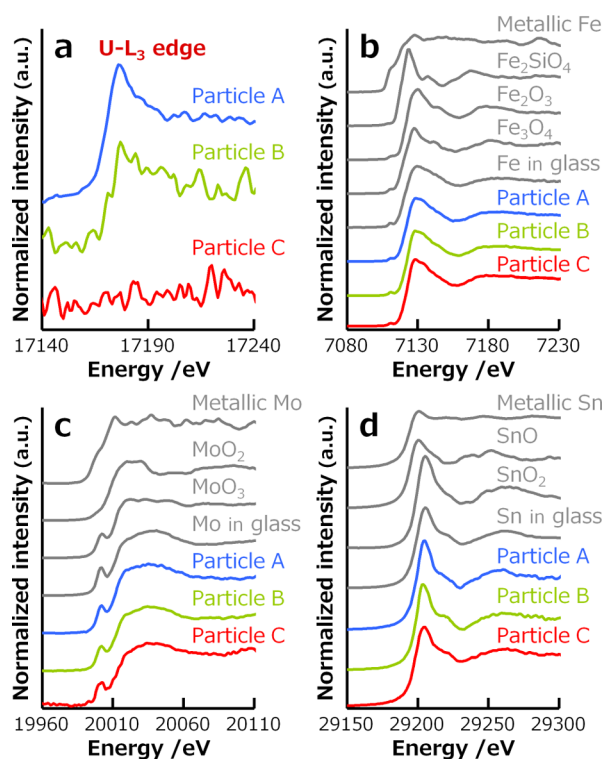 a
U-L₃ edge
Particle A
Particle B
Particle C
Normalized intensity (a.u.)
17140 17190 17240
Energy /eV
b
Metallic Fe
Fe₂SiO₄
Fe₂O₃
Fe₃O₄
Fe in glass
Particle A
Particle B
Particle C
Normalized intensity (a.u.)
7080 7130 7180 7230
Energy /eV
c
Metallic Mo
MoO₂
MoO₃
Mo in glass
Particle A
Particle B
Particle C
Normalized intensity (a.u.)
19960 20010 20060 20110
Energy /eV
d
Metallic Sn
SnO
SnO₂
Sn in glass
Particle A
Particle B
Particle C
Normalized intensity (a.u.)
29150 29200 29250 29300
Energy /eV